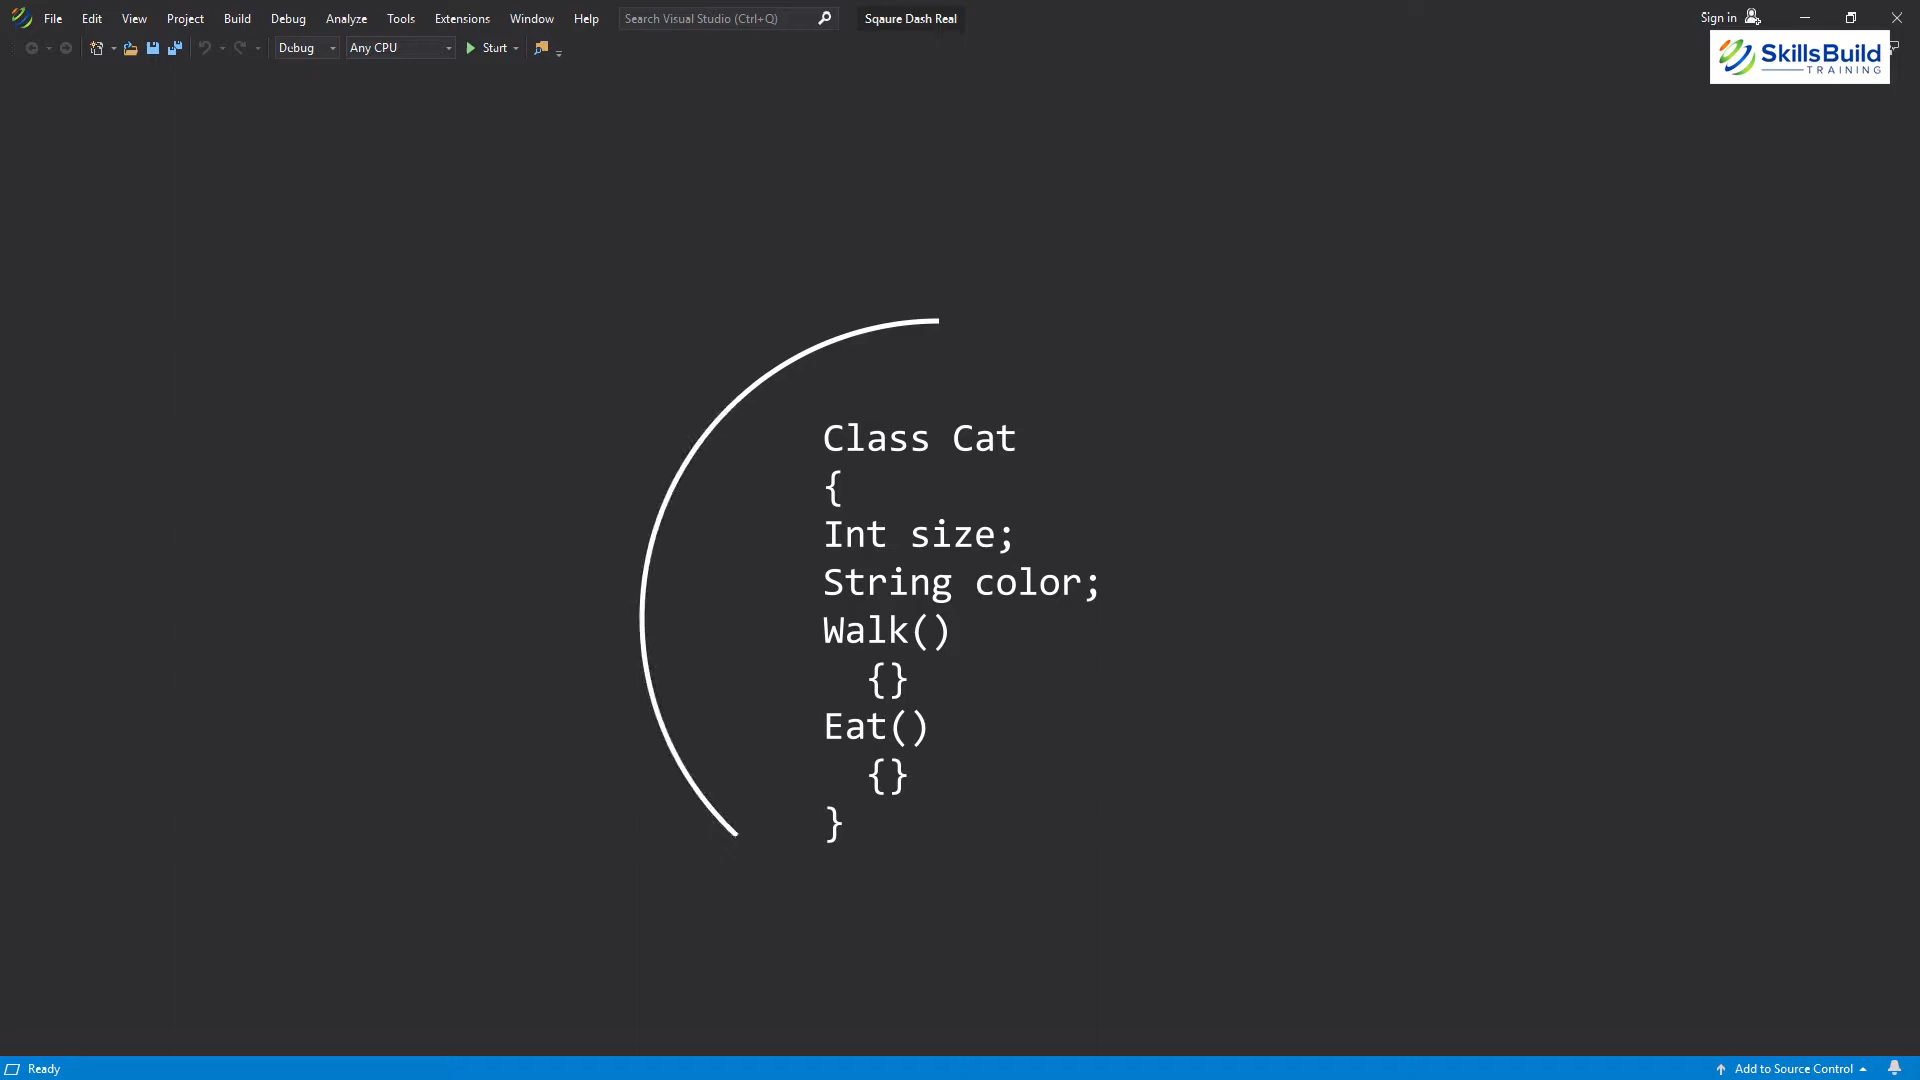 File Edit View Project Build Debug Analyze Tools Extensions Window Help Search Visual Studio (Ctrl+Q) Sqaure Dash Real Sign in
Debug Any CPU Start
SkillsBuild
TRAINING
Class Cat
{
Int size;
String color;
Walk()
{}
Eat()
{}
}
Ready Add to Source Control